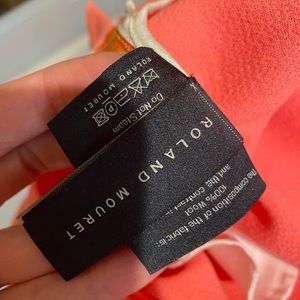 ROLAND MOURET
Do Not Steam
ROLAND MOURET
The composition of
the fabric is:
100% Wool
and the contrast